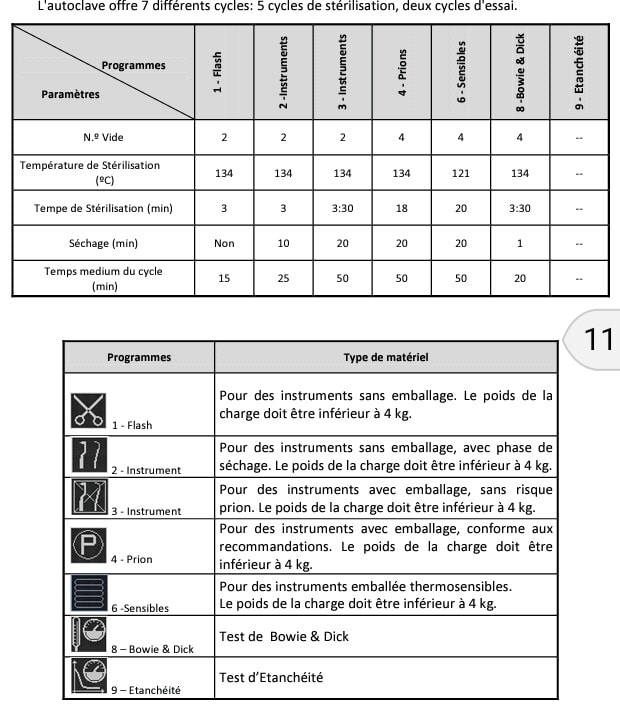 L'autoclave offre 7 différents cycles: 5 cycles de stérilisation, deux cycles d'essai.
Programmes
Paramètres
1 - Flash
2 -Instruments
3 - Instruments
4 - Prions
6 - Sensibles
8 -Bowie & Dick
9 - Etanchéité
N.º Vide 2 2 2 4 4 4 --
Température de Stérilisation
(ºC) 134 134 134 134 121 134 --
Tempe de Stérilisation (min) 3 3 3:30 18 20 3:30 --
Séchage (min) Non 10 20 20 20 1 --
Temps medium du cycle
(min) 15 25 50 50 50 20 --
11
Programmes Type de matériel
1 - Flash
Pour des instruments sans emballage. Le poids de la
charge doit être inférieur à 4 kg.
2 - Instrument
Pour des instruments sans emballage, avec phase de
séchage. Le poids de la charge doit être inférieur à 4 kg.
3 - Instrument
Pour des instruments avec emballage, sans risque
prion. Le poids de la charge doit être inférieur à 4 kg.
P
4 - Prion
Pour des instruments avec emballage, conforme aux
recommandations. Le poids de la charge doit être
inférieur à 4 kg.
6 -Sensibles
Pour des instruments emballée thermosensibles.
Le poids de la charge doit être inférieur à 4 kg.
8 – Bowie & Dick
Test de Bowie & Dick
9 – Etanchéité
Test d'Etanchéité